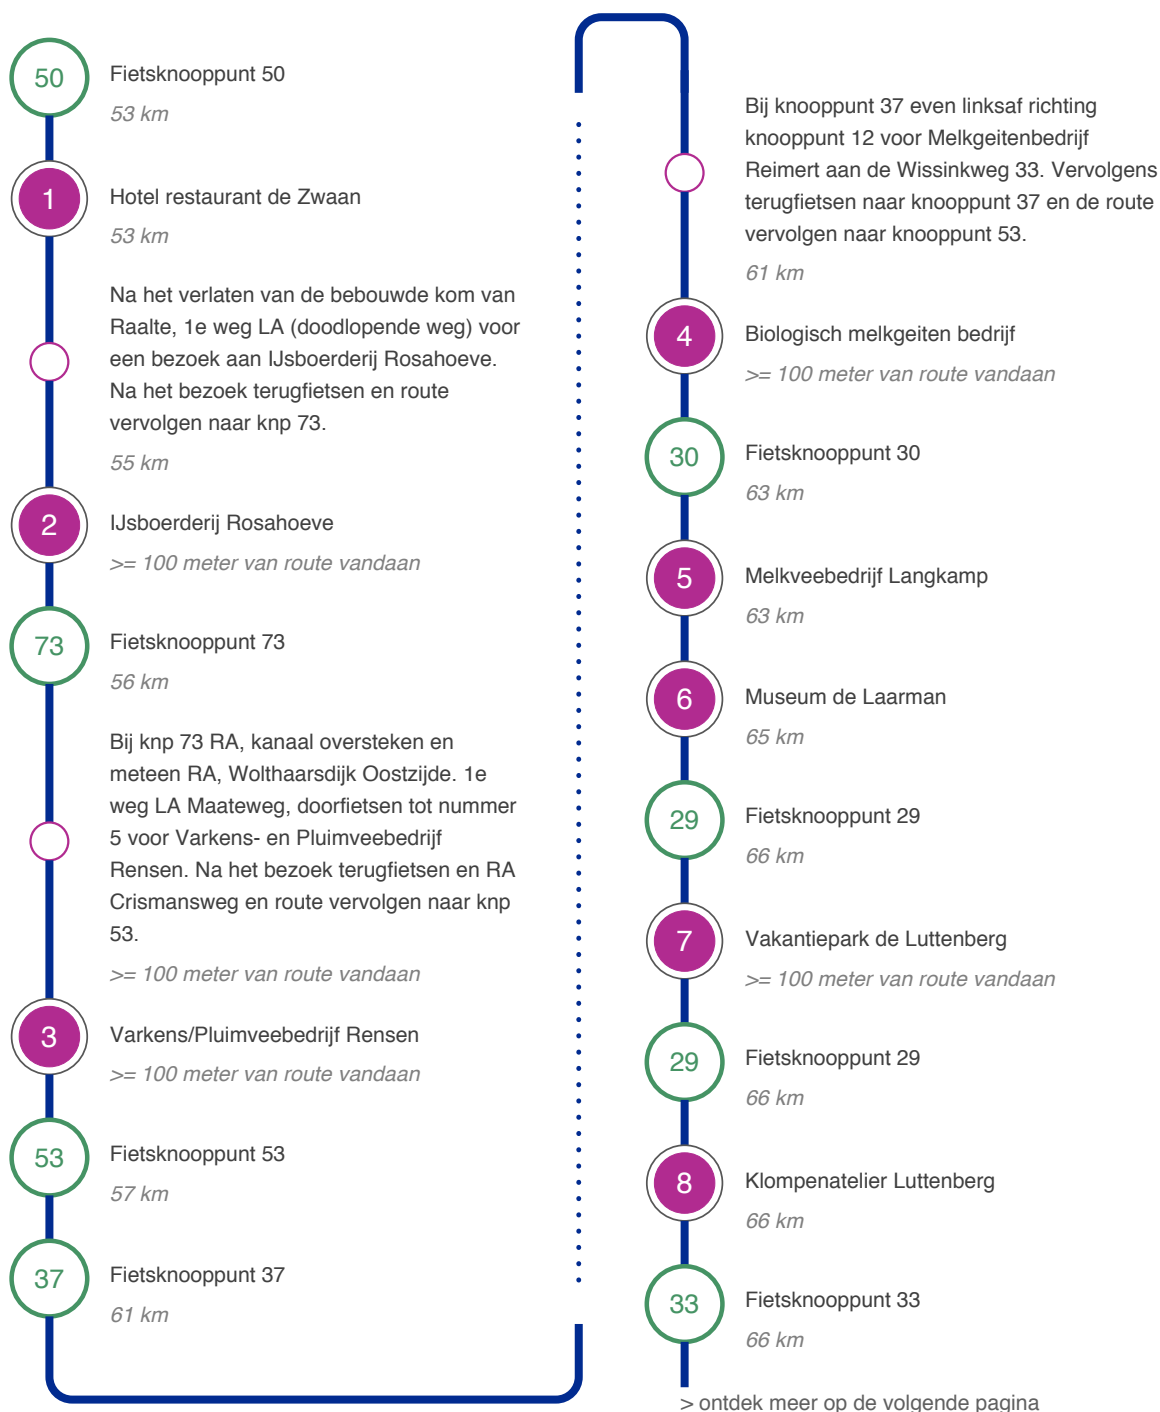 50
Fietsknooppunt 50
53 km
1
Hotel restaurant de Zwaan
53 km
Na het verlaten van de bebouwde kom van
Raalte, 1e weg LA (doodlopende weg) voor
een bezoek aan IJsboerderij Rosahoeve.
Na het bezoek terugfietsen en route
vervolgen naar knp 73.
55 km
2
IJsboerderij Rosahoeve
>= 100 meter van route vandaan
73
Fietsknooppunt 73
56 km
Bij knp 73 RA, kanaal oversteken en
meteen RA, Wolthaarsdijk Oostzijde. 1e
weg LA Maateweg, doorfietsen tot nummer
5 voor Varkens- en Pluimveebedrijf
Rensen. Na het bezoek terugfietsen en RA
Crismansweg en route vervolgen naar knp
53.
>= 100 meter van route vandaan
3
Varkens/Pluimveebedrijf Rensen
>= 100 meter van route vandaan
53
Fietsknooppunt 53
57 km
37
Fietsknooppunt 37
61 km
Bij knooppunt 37 even linksaf richting
knooppunt 12 voor Melkgeitenbedrijf
Reimert aan de Wissinkweg 33. Vervolgens
terugfietsen naar knooppunt 37 en de route
vervolgen naar knooppunt 53.
61 km
4
Biologisch melkgeiten bedrijf
>= 100 meter van route vandaan
30
Fietsknooppunt 30
63 km
5
Melkveebedrijf Langkamp
63 km
6
Museum de Laarman
65 km
29
Fietsknooppunt 29
66 km
7
Vakantiepark de Luttenberg
>= 100 meter van route vandaan
29
Fietsknooppunt 29
66 km
8
Klompenatelier Luttenberg
66 km
33
Fietsknooppunt 33
66 km
> ontdek meer op de volgende pagina